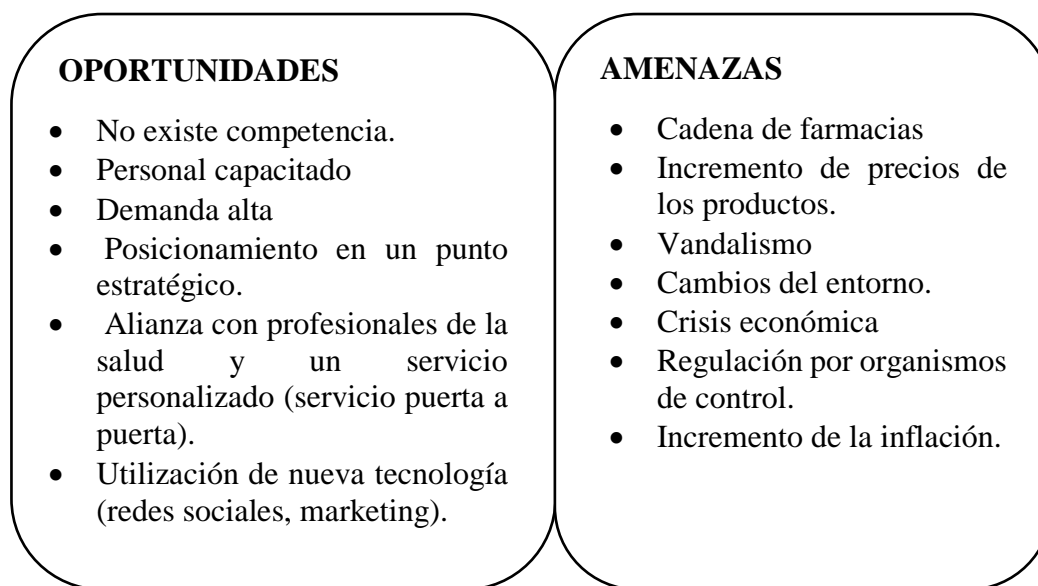 OPORTUNIDADES
• No existe competencia.
• Personal capacitado
• Demanda alta
• Posicionamiento en un punto
estratégico.
• Alianza con profesionales de la
salud y un servicio
personalizado (servicio puerta a
puerta).
• Utilización de nueva tecnología
(redes sociales, marketing).
AMENAZAS
• Cadena de farmacias
• Incremento de precios de
los productos.
• Vandalismo
• Cambios del entorno.
• Crisis económica
• Regulación por organismos
de control.
• Incremento de la inflación.